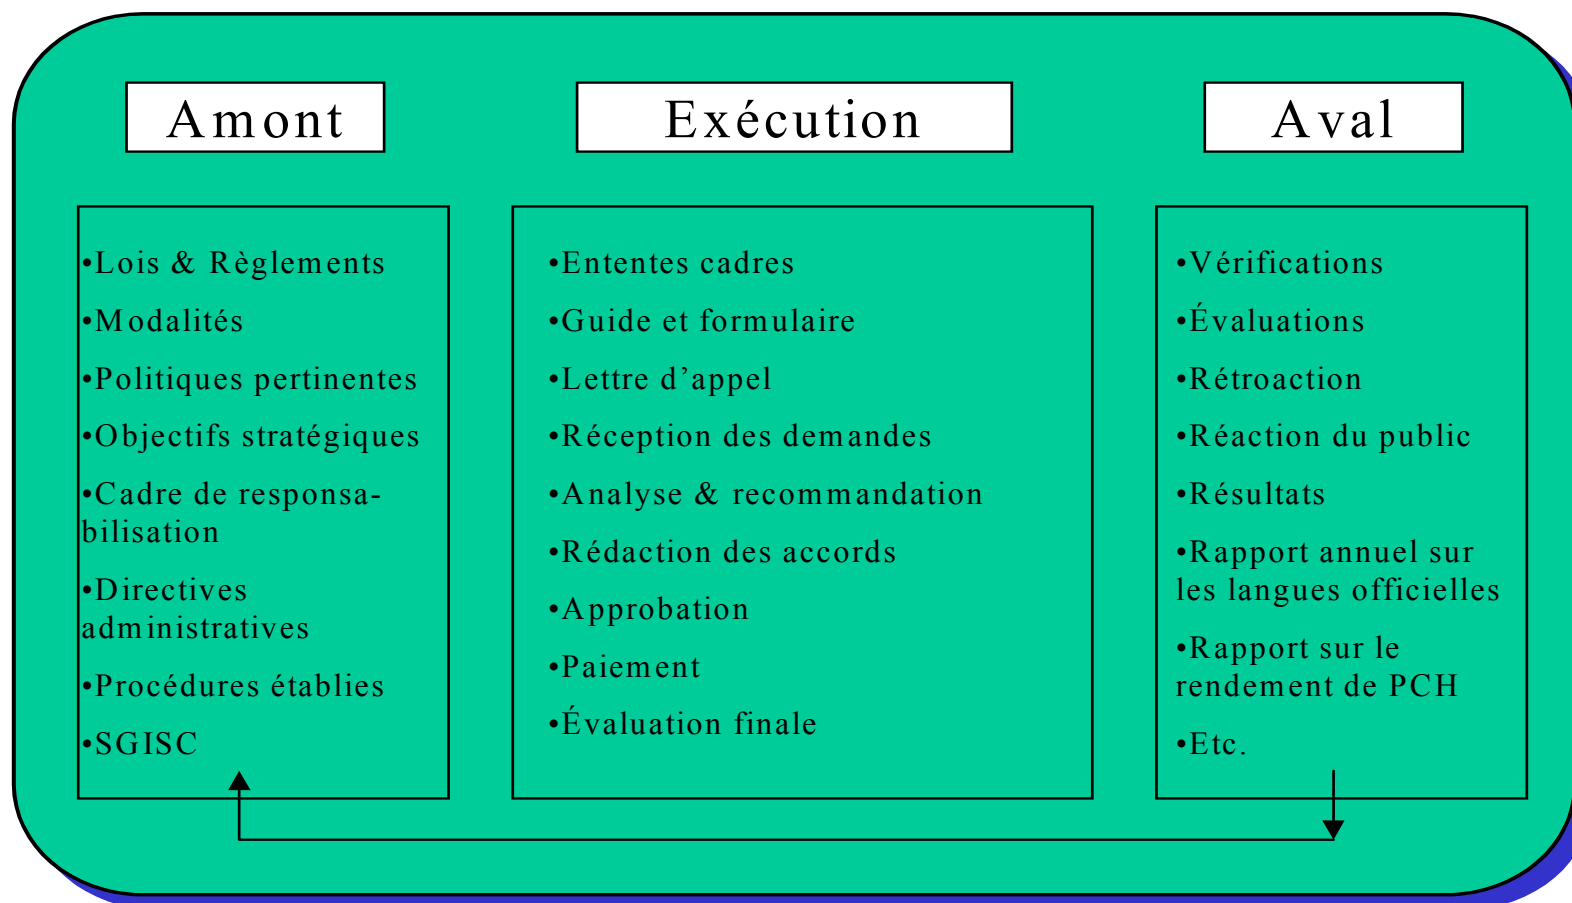 Amont
•Lois & Règlements
•Modalités
•Politiques pertinentes
•Objectifs stratégiques
•Cadre de responsa-
bilisation
•Directives
administratives
•Procédures établies
•SGISC
Exécution
•Ententes cadres
•Guide et formulaire
•Lettre d’appel
•Réception des demandes
•Analyse & recommandation
•Rédaction des accords
•Approbation
•Paiement
•Évaluation finale
Aval
•Vérifications
•Évaluations
•Rétroaction
•Réaction du public
•Résultats
•Rapport annuel sur
les langues officielles
•Rapport sur le
rendement de PCH
•Etc.